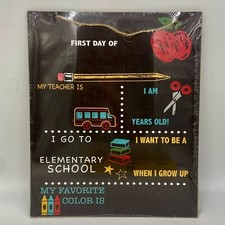 FIRST DAY OF
MY TEACHER IS
I AM
YEARS OLD!
I GO TO
ELEMENTARY
SCHOOL
I WANT TO BE A
WHEN I GROW UP
MY FAVORITE
COLOR IS